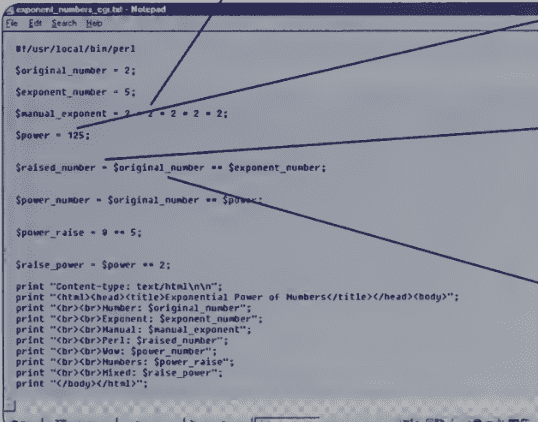 exponent_numbers_cgi.txt - Notepad
File Edit Search Help
#!/usr/local/bin/perl
$original_number = 2;
$exponent_number = 5;
$manual_exponent = 2 * 2 * 2 * 2 * 2;
$power = 125;
$raised_number = $original_number ** $exponent_number;
$power_number = $original_number ** $power;
$power_raise = 0 ** 5;
$raise_power = $power ** 2;
print "Content-type: text/html\n\n";
print "<html><head><title>Exponential Power of Numbers</title></head><body>";
print "<br><br>Number: $original_number";
print "<br><br>Exponent: $exponent_number";
print "<br><br>Manual: $manual_exponent";
print "<br><br>Perl: $raised_number";
print "<br><br>Wow: $power_number";
print "<br><br>Numbers: $power_raise";
print "<br><br>Mixed: $raise_power";
print "</body></html>";